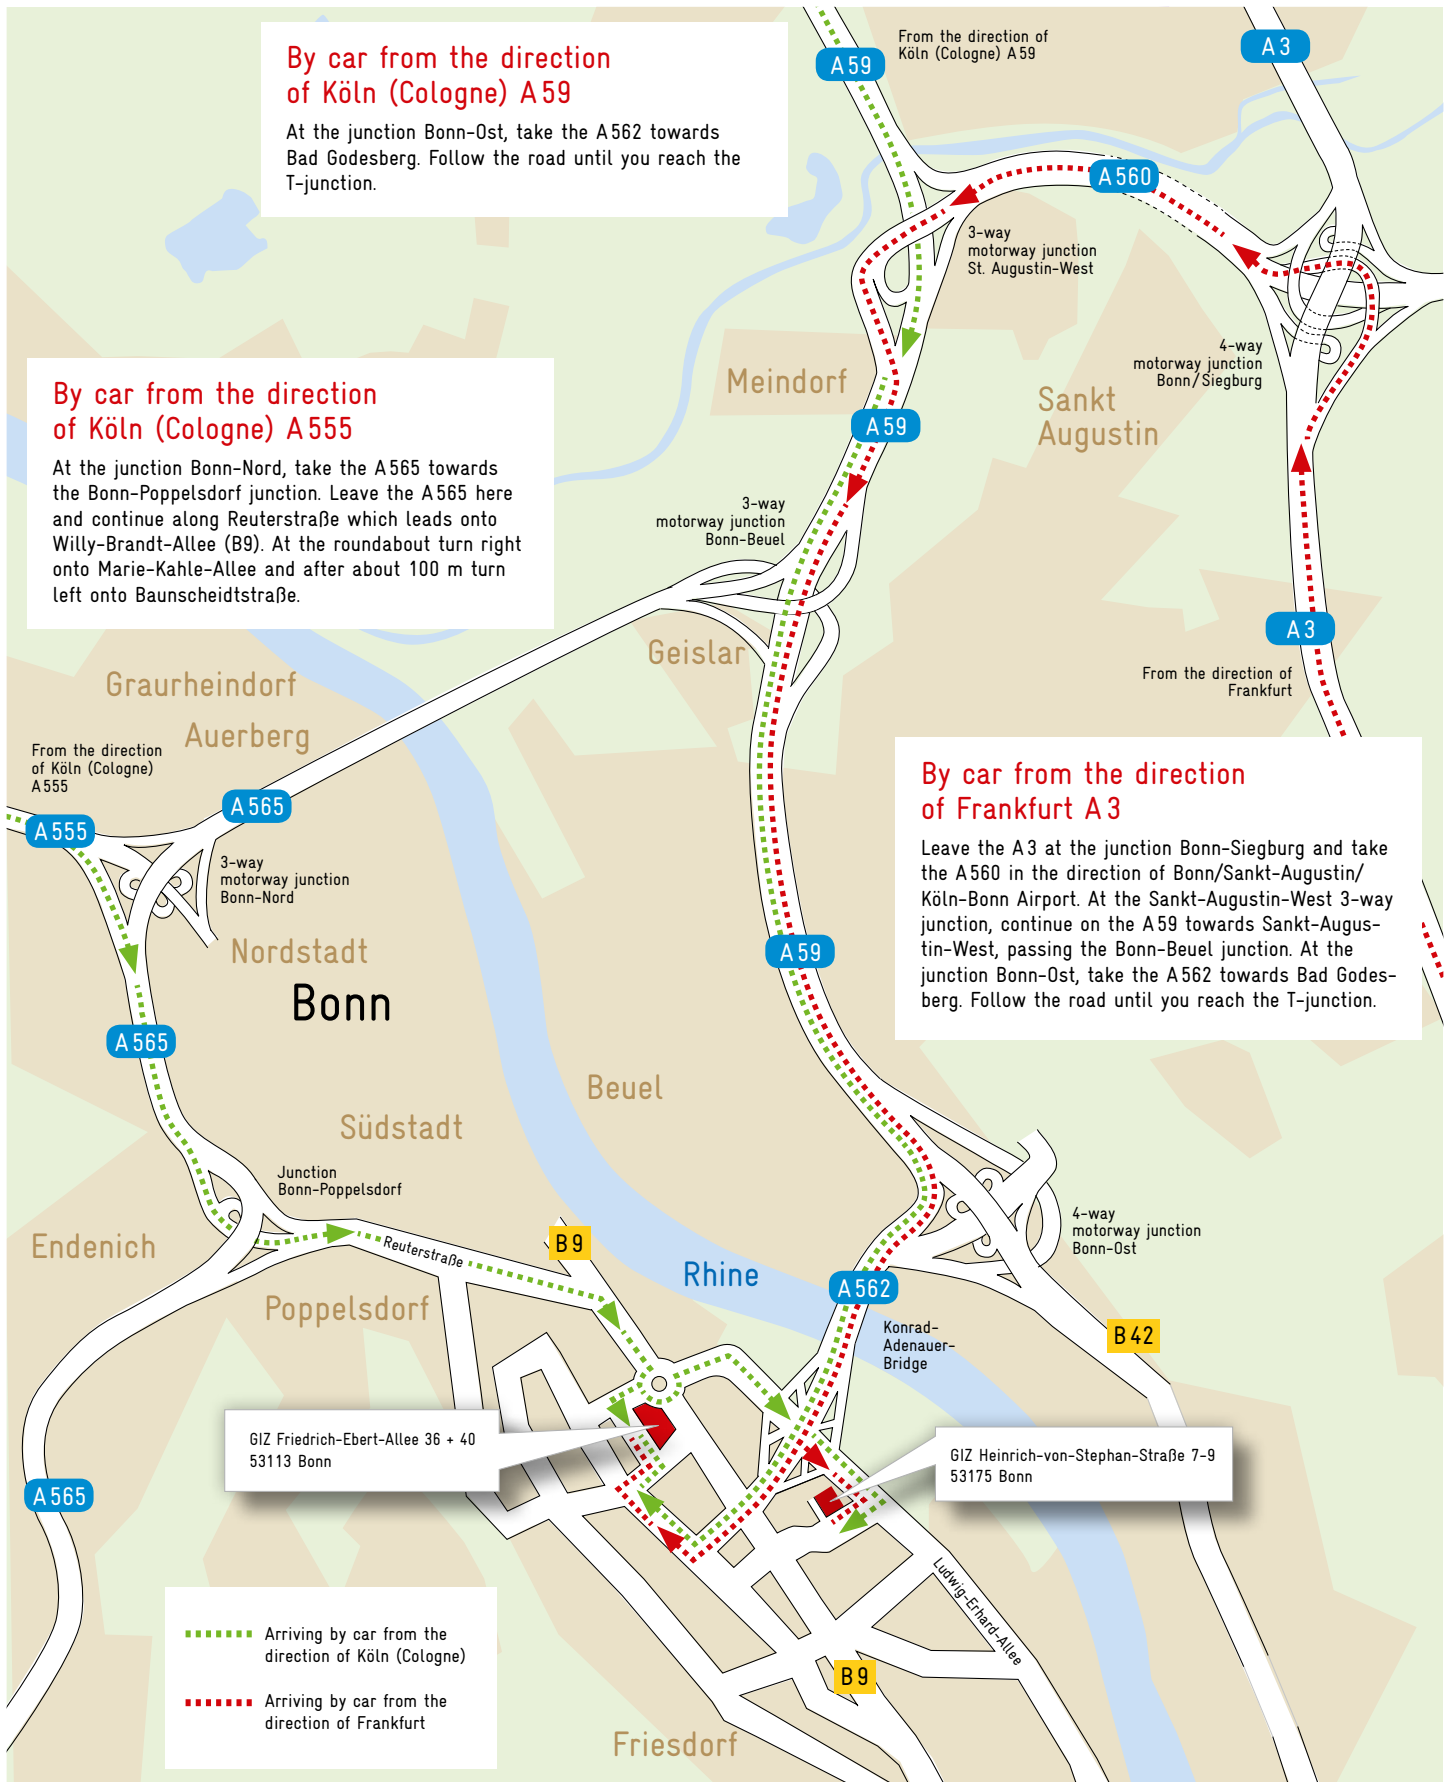 By car from the direction
of Köln (Cologne) A 59
At the junction Bonn-Ost, take the A 562 towards
Bad Godesberg. Follow the road until you reach the
T-junction.
From the direction of
Köln (Cologne) A 59
A 59
A 3
A 560
3-way
motorway junction
St. Augustin-West
4-way
motorway junction
Bonn/Siegburg
Meindorf
Sankt
Augustin
A 59
By car from the direction
of Köln (Cologne) A 555
At the junction Bonn-Nord, take the A 565 towards
the Bonn-Poppelsdorf junction. Leave the A 565 here
and continue along Reuterstraße which leads onto
Willy-Brandt-Allee (B9). At the roundabout turn right
onto Marie-Kahle-Allee and after about 100 m turn
left onto Baunscheidtstraße.
3-way
motorway junction
Bonn-Beuel
A 3
Geislar
From the direction of
Frankfurt
Graurheindorf
Auerberg
From the direction
of Köln (Cologne)
A 555
A 565
A 555
3-way
motorway junction
Bonn-Nord
By car from the direction
of Frankfurt A 3
Leave the A 3 at the junction Bonn-Siegburg and take
the A 560 in the direction of Bonn/Sankt-Augustin/
Köln-Bonn Airport. At the Sankt-Augustin-West 3-way
junction, continue on the A 59 towards Sankt-Augus-
tin-West, passing the Bonn-Beuel junction. At the
junction Bonn-Ost, take the A 562 towards Bad Godes-
berg. Follow the road until you reach the T-junction.
Nordstadt
A 59
Bonn
A 565
Beuel
Südstadt
Junction
Bonn-Poppelsdorf
4-way
motorway junction
Bonn-Ost
Endenich
Reuterstraße
B 9
Rhine
A 562
Poppelsdorf
Konrad-
Adenauer-
Bridge
B 42
GIZ Friedrich-Ebert-Allee 36 + 40
53113 Bonn
GIZ Heinrich-von-Stephan-Straße 7-9
53175 Bonn
A 565
Ludwig-Erhard-Allee
Arriving by car from the
direction of Köln (Cologne)
Arriving by car from the
direction of Frankfurt
B 9
Friesdorf